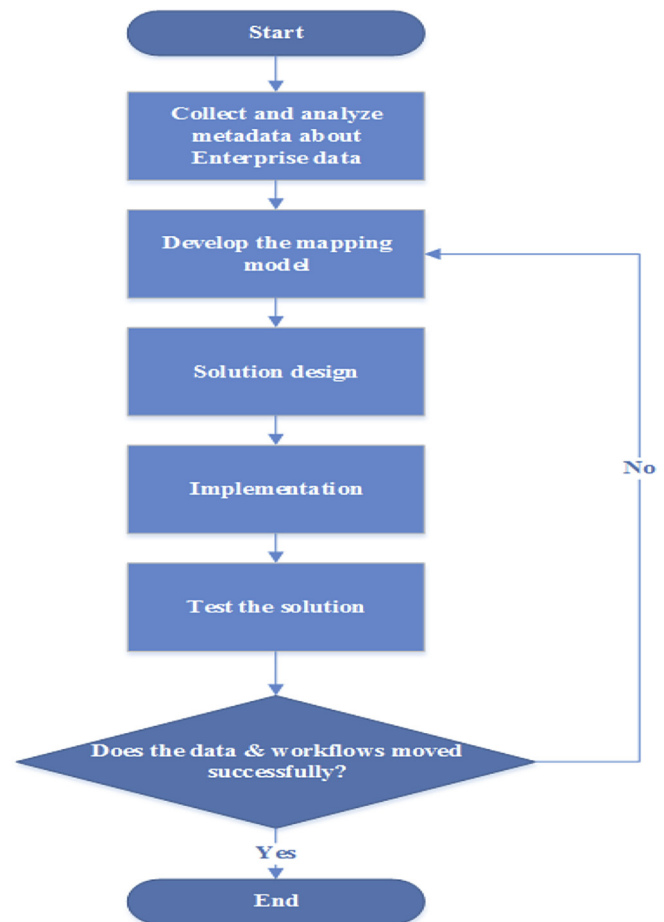 Start
Collect and analyze
metadata about
Enterprise data
Develop the mapping
model
Solution design
Implementation
No
Test the solution
Does the data & workflows moved
successfully?
Yes
End